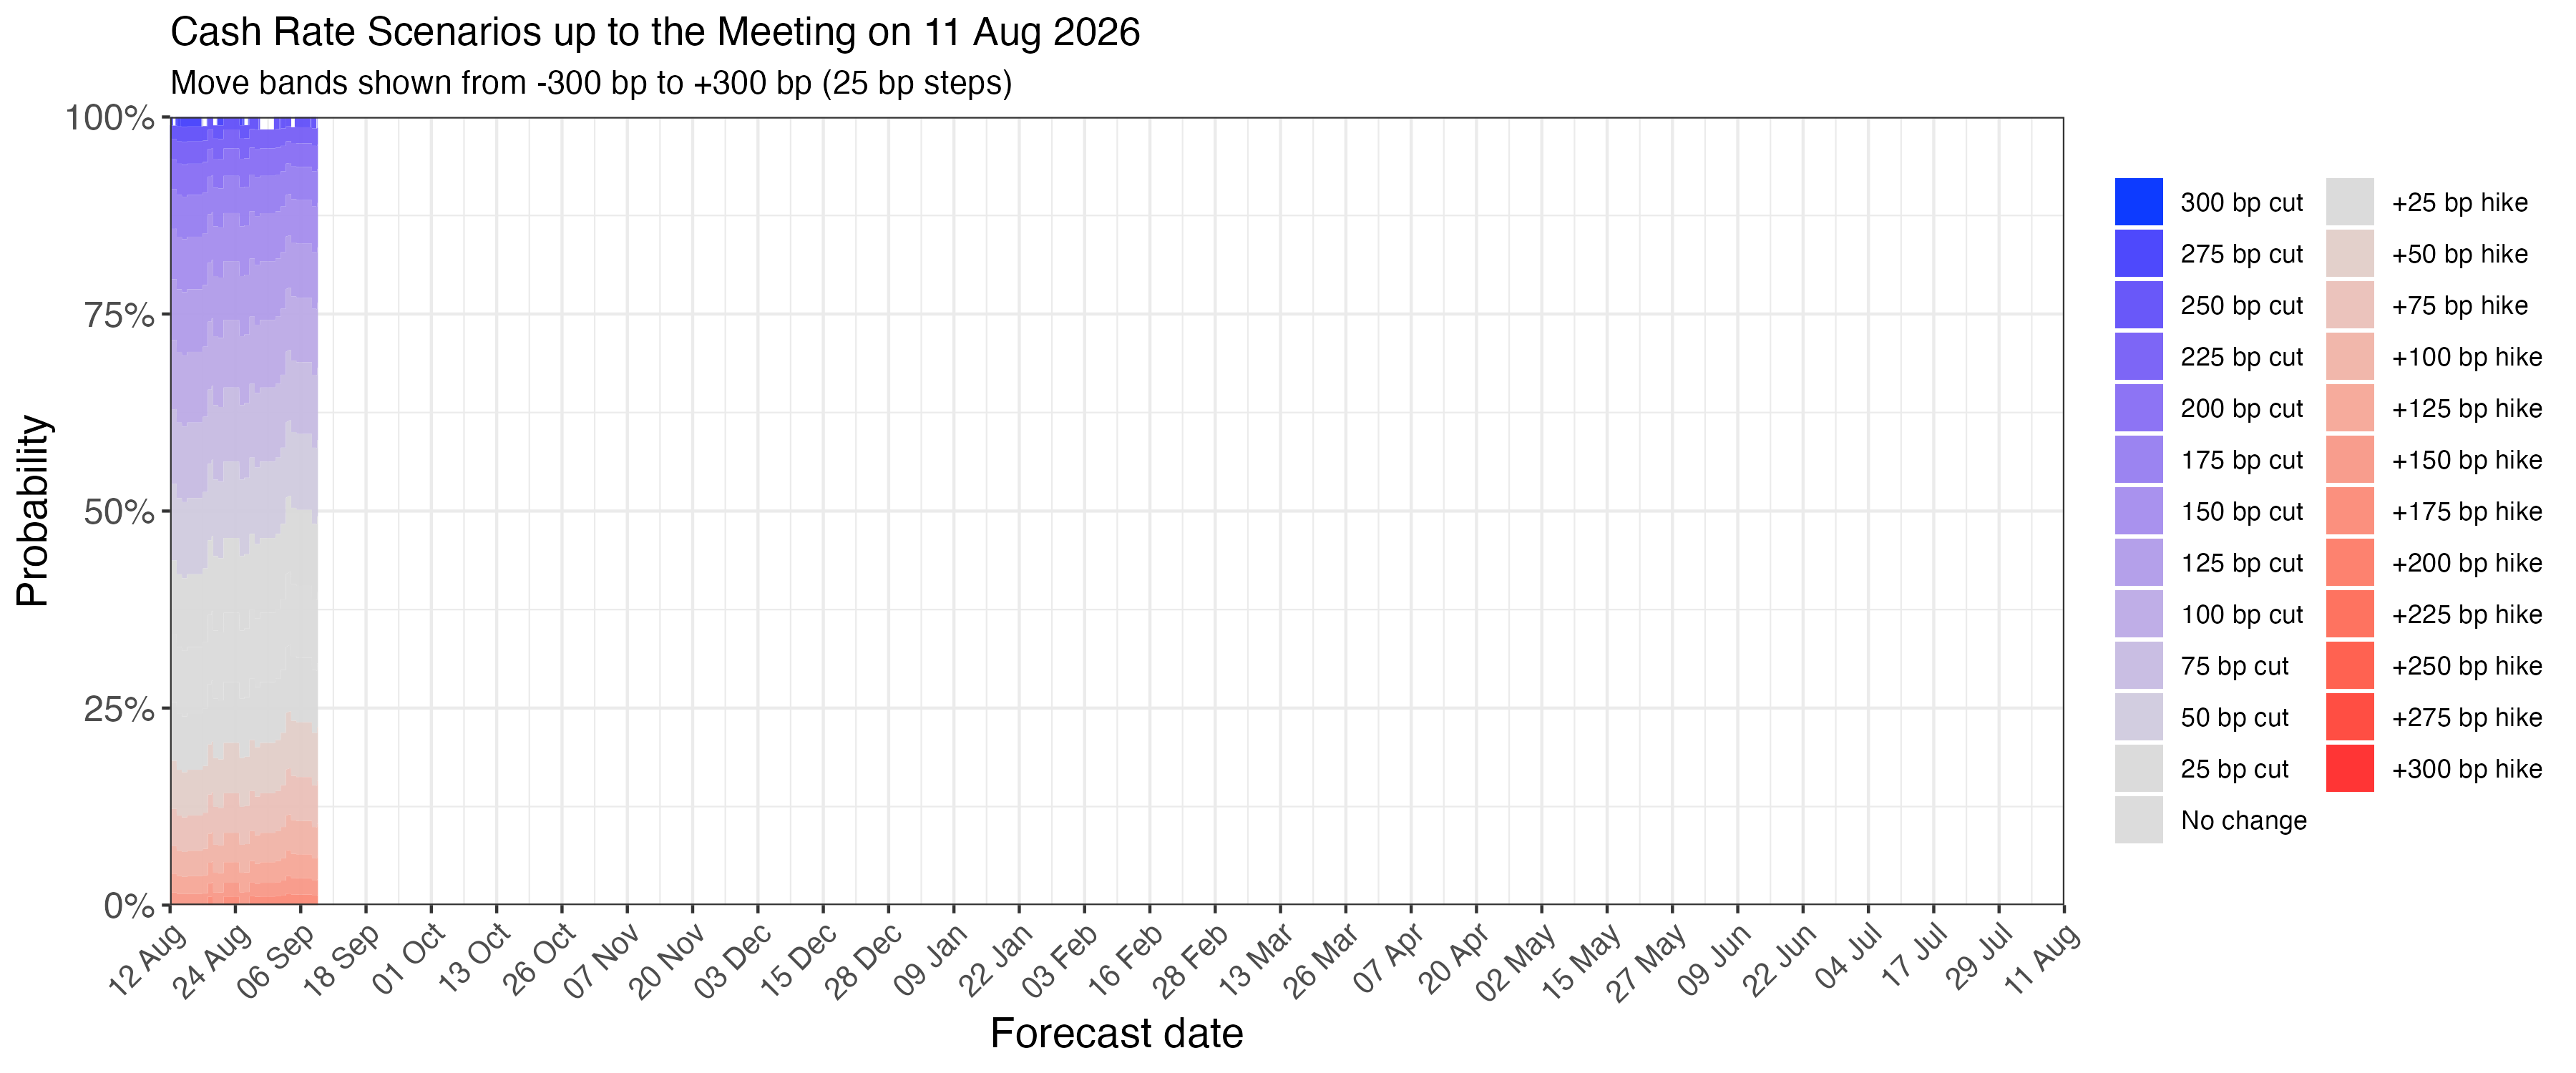 Cash Rate Scenarios up to the Meeting on 11 Aug 2026
Move bands shown from -300 bp to +300 bp (25 bp steps)
Probability
100%
75%
50%
25%
0%
12 Aug
24 Aug
06 Sep
18 Sep
01 Oct
13 Oct
26 Oct
07 Nov
20 Nov
03 Dec
15 Dec
28 Dec
09 Jan
22 Jan
03 Feb
16 Feb
28 Feb
13 Mar
26 Mar
07 Apr
20 Apr
02 May
15 May
27 May
09 Jun
22 Jun
04 Jul
17 Jul
29 Jul
11 Aug
Forecast date
300 bp cut
275 bp cut
250 bp cut
225 bp cut
200 bp cut
175 bp cut
150 bp cut
125 bp cut
100 bp cut
75 bp cut
50 bp cut
25 bp cut
No change
+25 bp hike
+50 bp hike
+75 bp hike
+100 bp hike
+125 bp hike
+150 bp hike
+175 bp hike
+200 bp hike
+225 bp hike
+250 bp hike
+275 bp hike
+300 bp hike